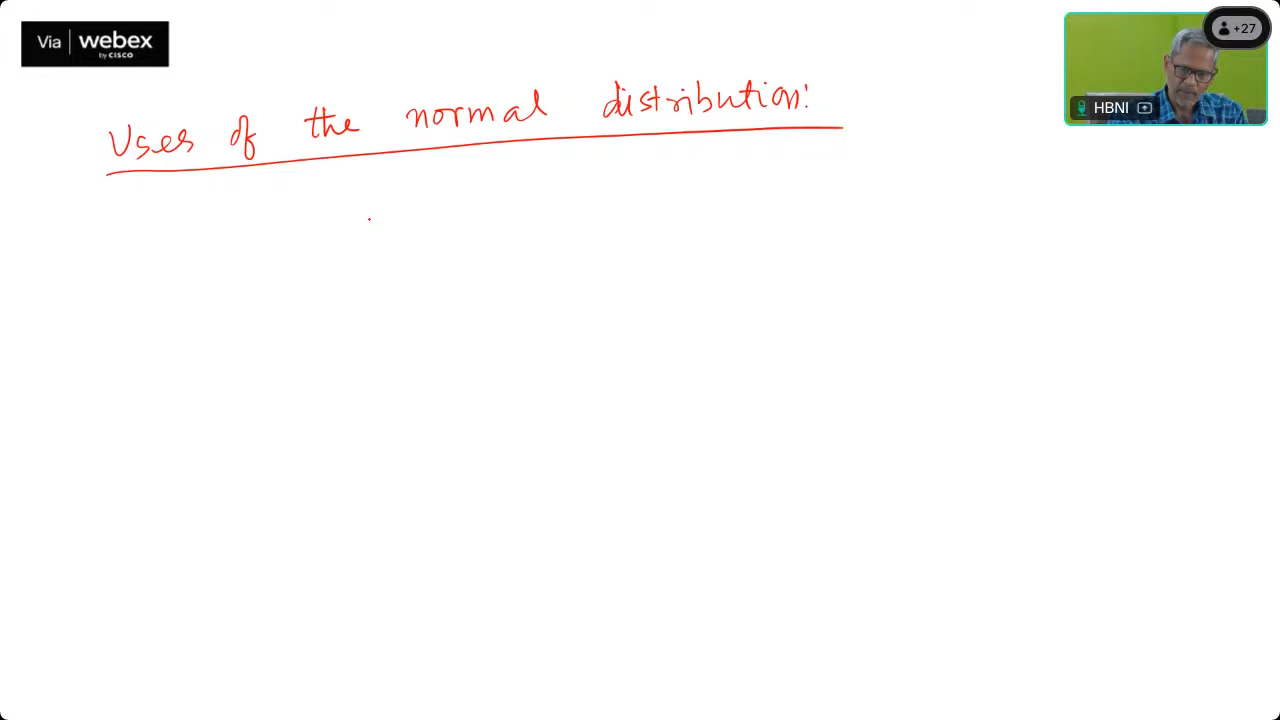 Via webex
by CISCO
+27
HBNI
Uses of the normal distribution: